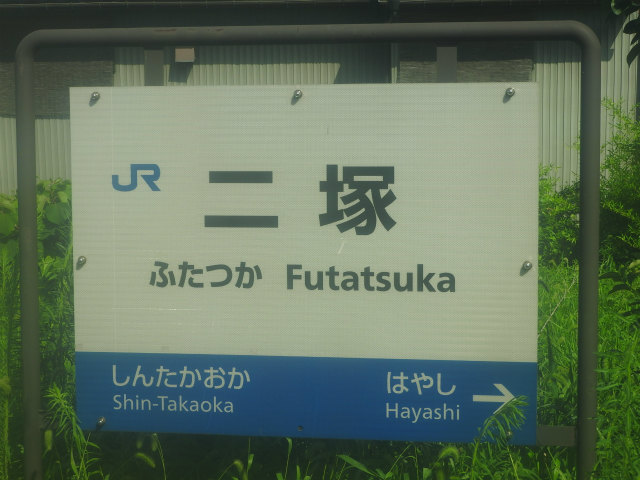 JR 二塚
ふたつか Futatsuka
しんたかおか はやし →
Shin-Takaoka Hayashi